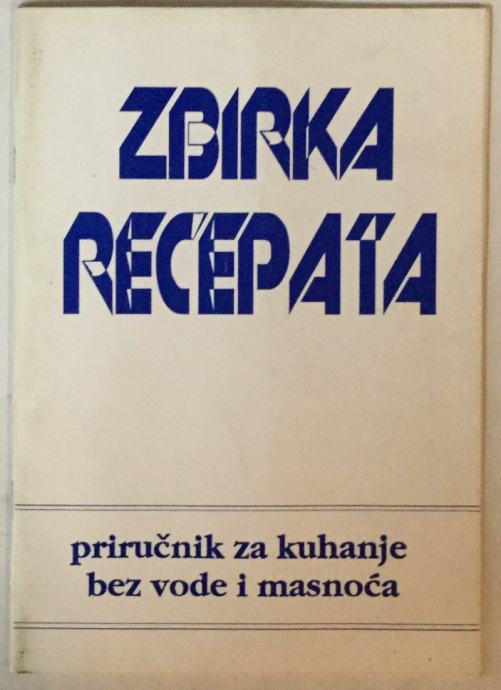 ZBIRKA
RECEPATA
priručnik za kuhanje
bez vode i masnoća